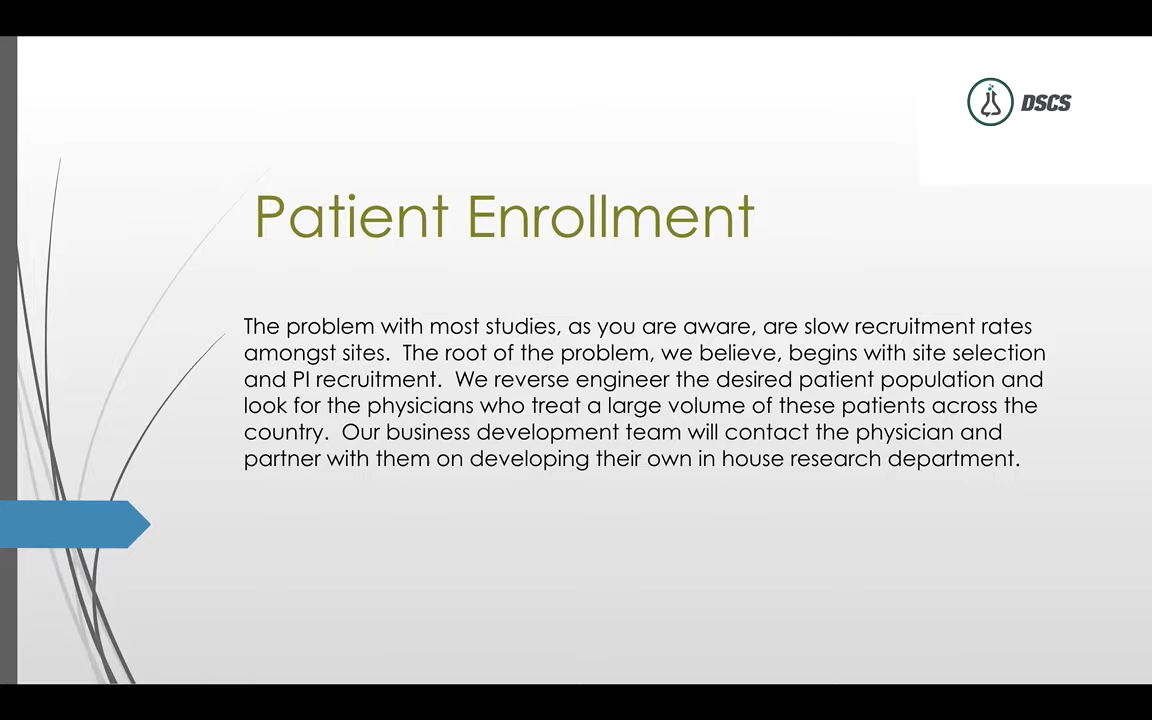 DSCS
Patient Enrollment
The problem with most studies, as you are aware, are slow recruitment rates
amongst sites.  The root of the problem, we believe, begins with site selection
and PI recruitment.  We reverse engineer the desired patient population and
look for the physicians who treat a large volume of these patients across the
country.  Our business development team will contact the physician and
partner with them on developing their own in house research department.